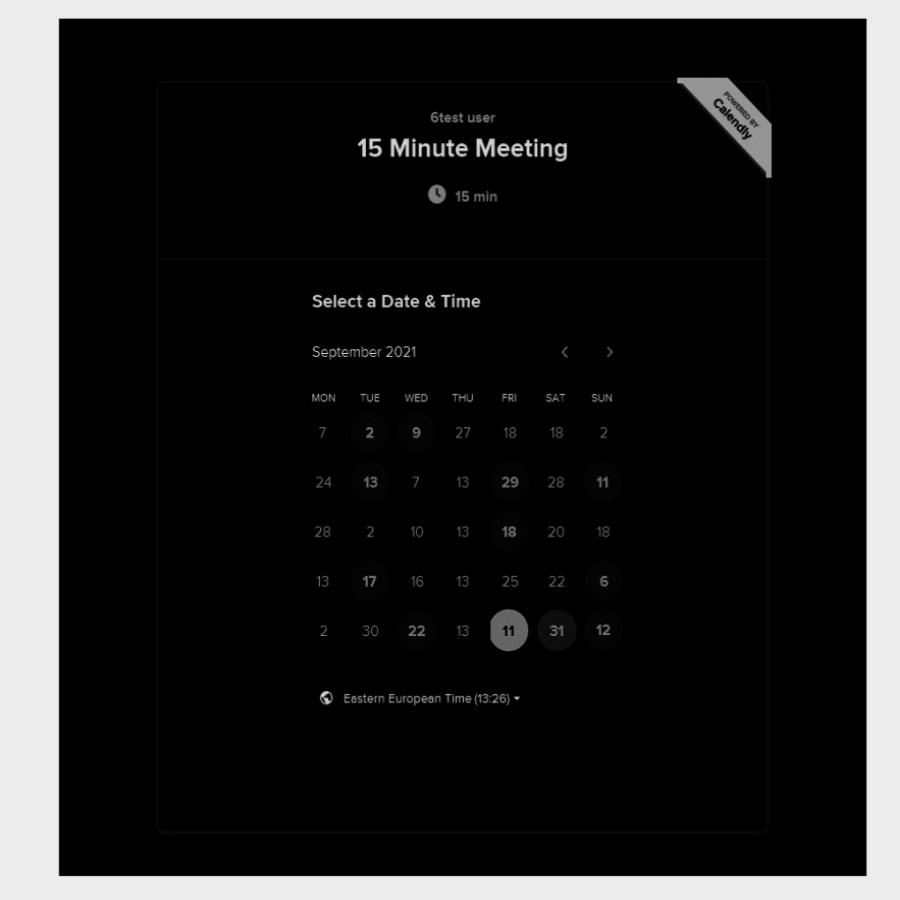 POWERED BY
Calendly
6test user
15 Minute Meeting
15 min
Select a Date & Time
September 2021
MON TUE WED THU FRI SAT SUN
7 2 9 27 18 18 2
24 13 7 13 29 28 11
28 2 10 13 18 20 18
13 17 16 13 25 22 6
2 30 22 13 11 31 12
Eastern European Time (13:26)